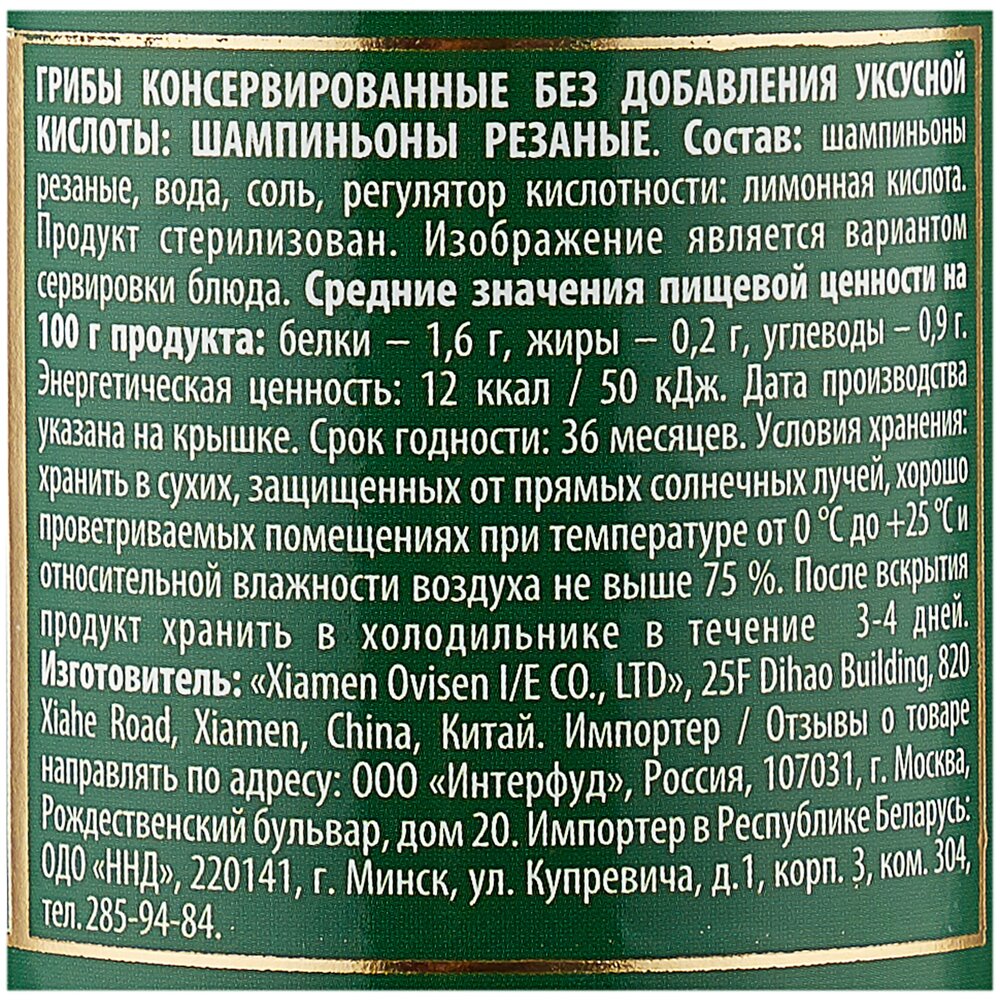 ГРИБЫ КОНСЕРВИРОВАННЫЕ БЕЗ ДОБАВЛЕНИЯ УКСУСНОЙ
КИСЛОТЫ: ШАМПИНЬОНЫ РЕЗАНЫЕ. Состав: шампиньоны
резаные, вода, соль, регулятор кислотности: лимонная кислота.
Продукт стерилизован. Изображение является вариантом
сервировки блюда. Средние значения пищевой ценности на
100 г продукта: белки – 1,6 г, жиры – 0,2 г, углеводы – 0,9 г.
Энергетическая ценность: 12 ккал / 50 кДж. Дата производства
указана на крышке. Срок годности: 36 месяцев. Условия хранения:
хранить в сухих, защищенных от прямых солнечных лучей, хорошо
проветриваемых помещениях при температуре от 0 °С до +25 °С и
относительной влажности воздуха не выше 75 %. После вскрытия
продукт хранить в холодильнике в течение 3-4 дней.
Изготовитель: «Xiamen Ovisen I/E CO., LTD», 25F Dihao Building, 820
Xiahe Road, Xiamen, China, Китай. Импортер / Отзывы о товаре
направлять по адресу: ООО «Интерфуд», Россия, 107031, г. Москва,
Рождественский бульвар, дом 20. Импортер в Республике Беларусь:
ОДО «ННД», 220141, г. Минск, ул. Купревича, д.1, корп. 3, ком. 304,
тел. 285-94-84.